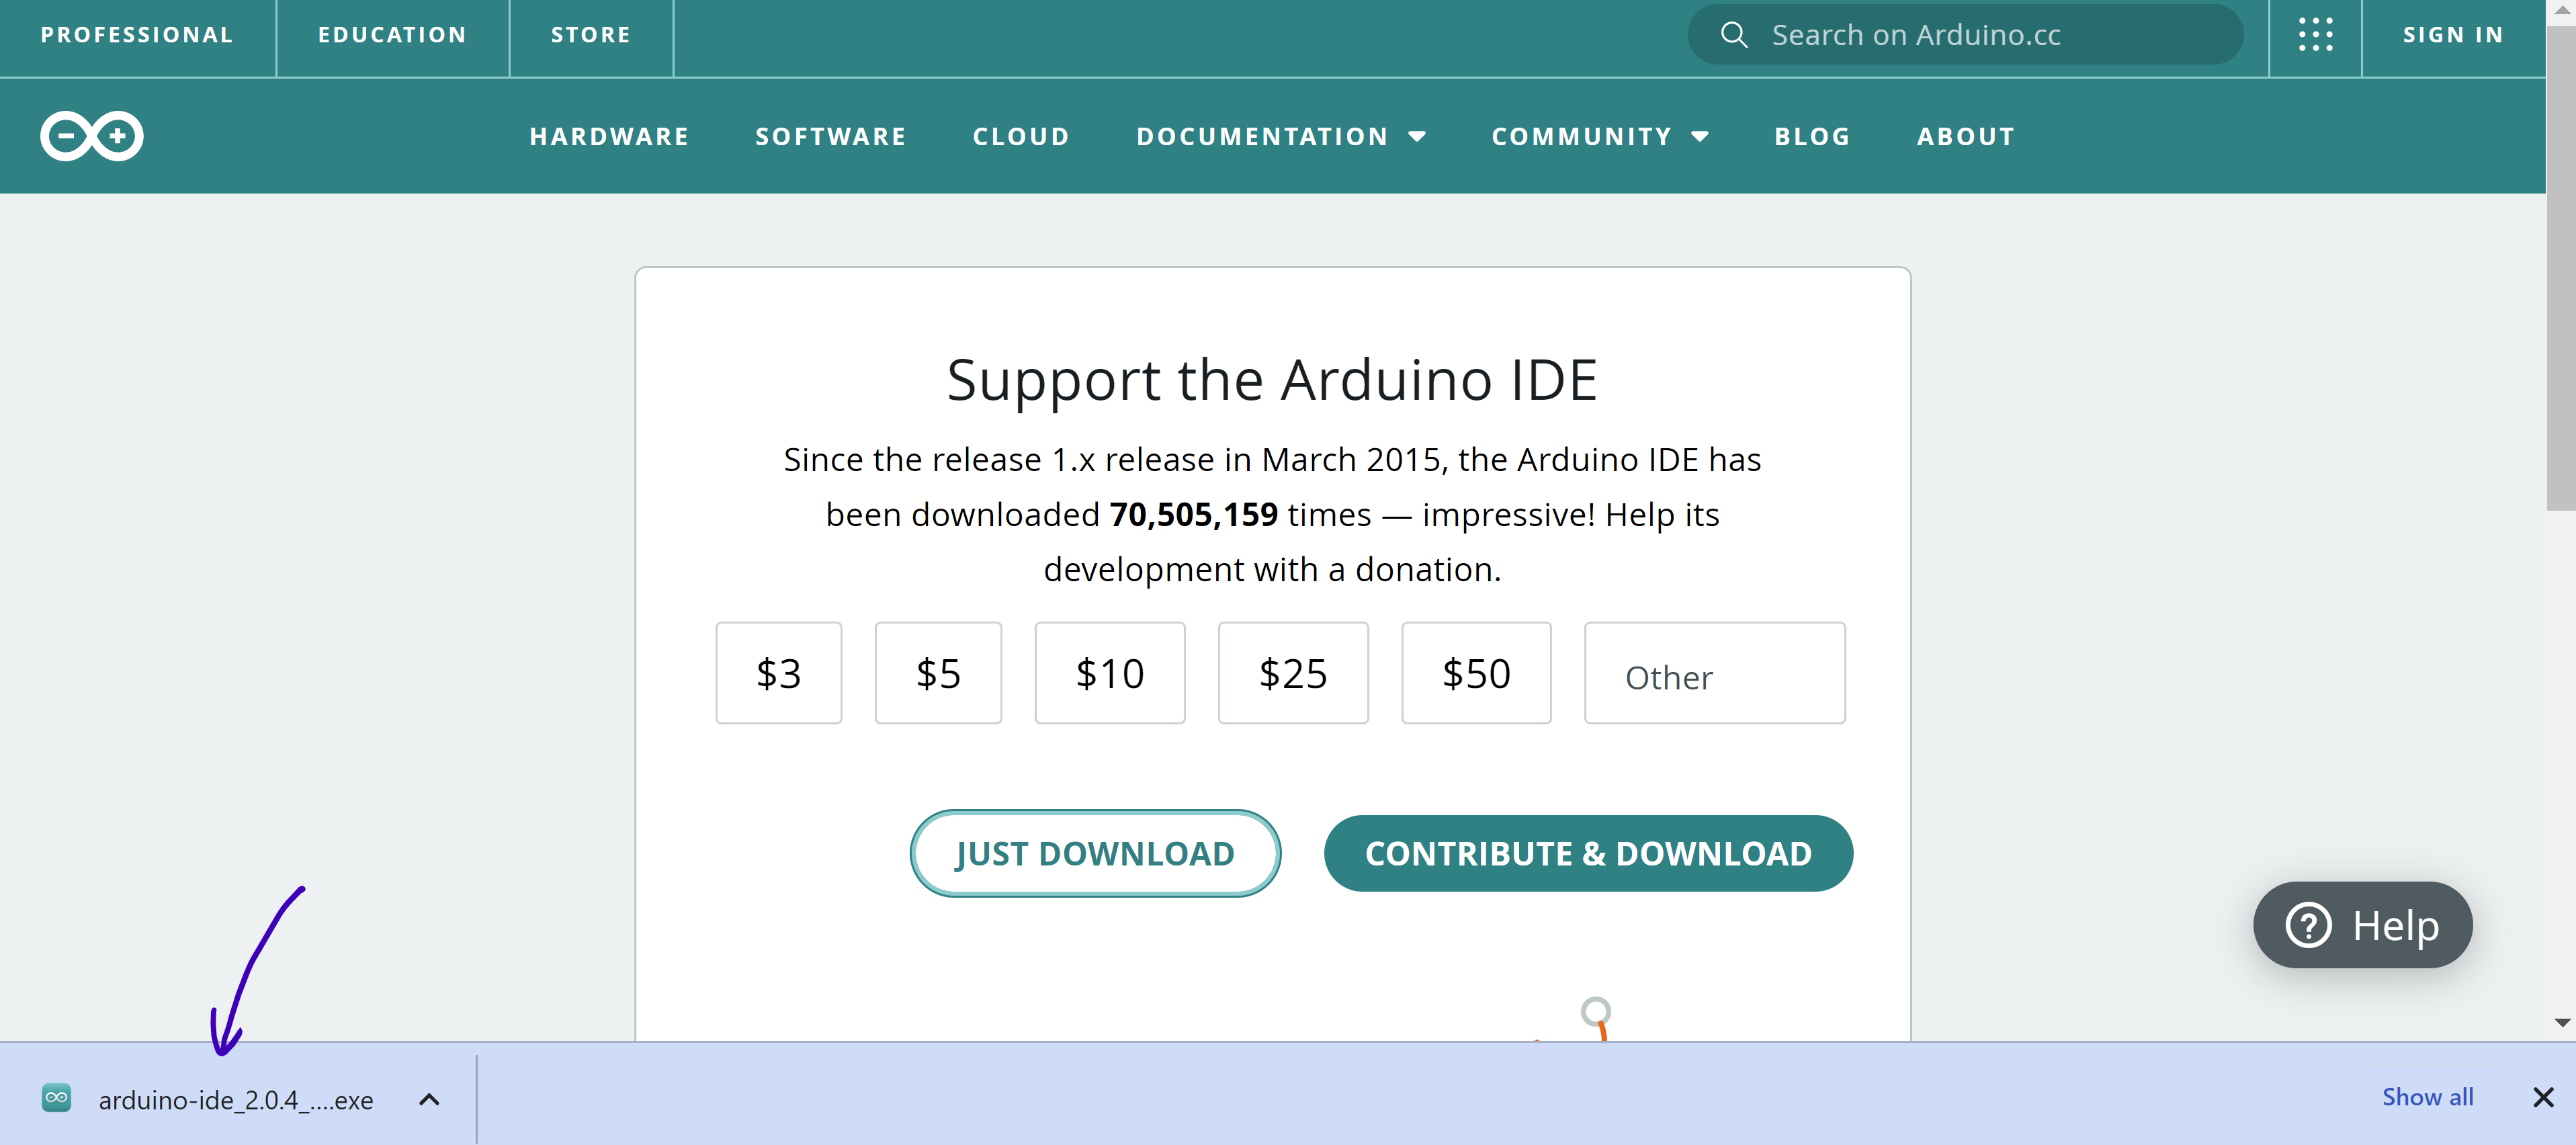 PROFESSIONAL
EDUCATION
STORE
Search on Arduino.cc
SIGN IN
HARDWARE
SOFTWARE
CLOUD
DOCUMENTATION
COMMUNITY
BLOG
ABOUT
Support the Arduino IDE
Since the release 1.x release in March 2015, the Arduino IDE has
been downloaded 70,505,159 times — impressive! Help its
development with a donation.
$3
$5
$10
$25
$50
Other
JUST DOWNLOAD
CONTRIBUTE & DOWNLOAD
Help
arduino-ide_2.0.4_....exe
Show all